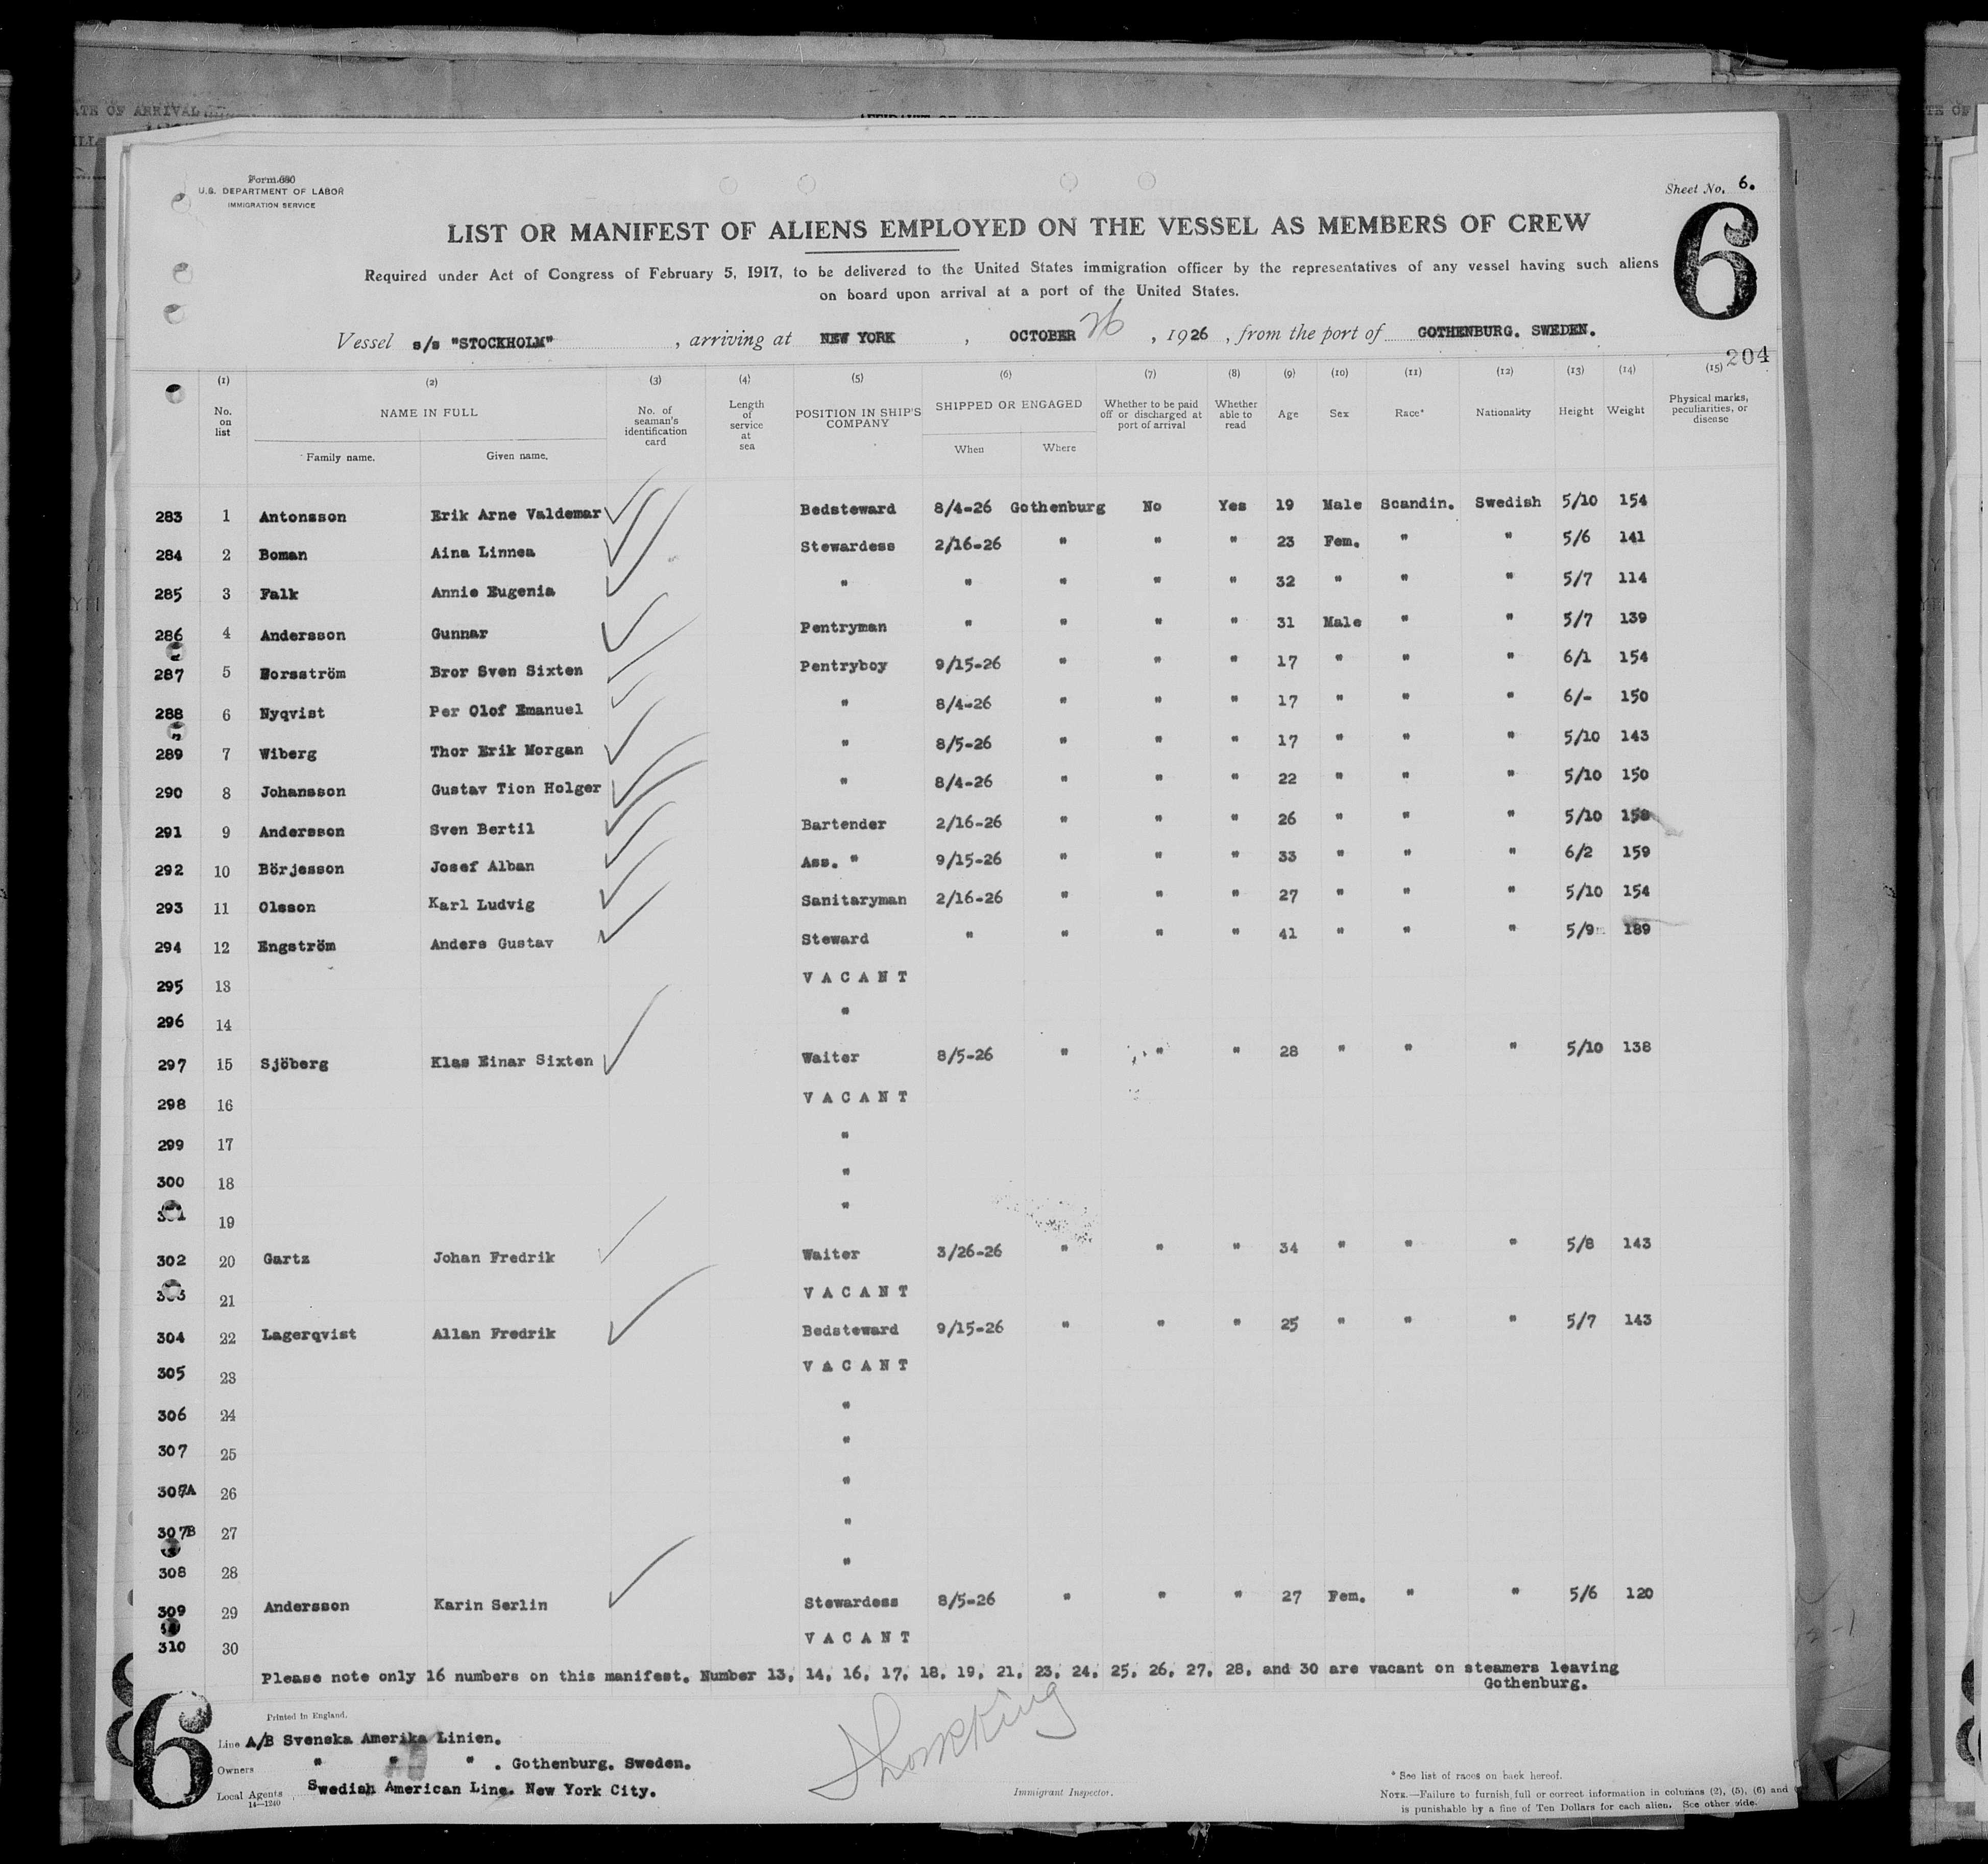 Form 680
U.S. DEPARTMENT OF LABOR
IMMIGRATION SERVICE
Sheet No. 6.
6
LIST OR MANIFEST OF ALIENS EMPLOYED ON THE VESSEL AS MEMBERS OF CREW
Required under Act of Congress of February 5, 1917, to be delivered to the United States immigration officer by the representatives of any vessel having such aliens
on board upon arrival at a port of the United States.
Vessel s/s "STOCKHOLM" , arriving at NEW YORK , OCTOBER 26 , 1926 , from the port of GOTHENBURG. SWEDEN.
204
(1) (2) (3) (4) (5) (6) (7) (8) (9) (10) (11) (12) (13) (14) (15)
No. on list NAME IN FULL Family name. Given name. No. of seaman's identification card Length of service at sea POSITION IN SHIP'S COMPANY SHIPPED OR ENGAGED When Where Whether to be paid off or discharged at port of arrival Whether able to read Age Sex Race* Nationality Height Weight Physical marks, peculiarities, or disease
283 1 Antonsson Erik Arne Valdemar Bedsteward 8/4-26 Gothenburg No Yes 19 Male Scandin. Swedish 5/10 154
284 2 Boman Aina Linnea Stewardess 2/16-26 " " " 23 Fem. " " 5/6 141
285 3 Falk Annie Eugenia " " " " " 32 " " " 5/7 114
286 4 Andersson Gunnar Pentryman " " " " 31 Male " " 5/7 139
287 5 Norsström Bror Sven Sixten Pentryboy 9/15-26 " " " 17 " " " 6/1 154
288 6 Nyqvist Per Olof Emanuel " 8/4-26 " " " 17 " " " 6/- 150
289 7 Wiberg Thor Erik Morgan " 8/5-26 " " " 17 " " " 5/10 143
290 8 Johansson Gustav Tion Holger " 8/4-26 " " " 22 " " " 5/10 150
291 9 Andersson Sven Bertil Bartender 2/16-26 " " " 26 " " " 5/10 158
292 10 Börjesson Josef Alban Ass. " 9/15-26 " " " 33 " " " 6/2 159
293 11 Olsson Karl Ludvig Sanitaryman 2/16-26 " " " 27 " " " 5/10 154
294 12 Engström Anders Gustav Steward " " " " 41 " " " 5/9 189
295 13 VACANT
296 14 "
297 15 Sjöberg Klas Einar Sixten Waiter 8/5-26 " " " 28 " " " 5/10 138
298 16 VACANT
299 17 "
300 18 "
301 19 "
302 20 Gartz Johan Fredrik Waiter 3/26-26 " " " 34 " " " 5/8 143
303 21 VACANT
304 22 Lagerqvist Allan Fredrik Bedsteward 9/15-26 " " " 25 " " " 5/7 143
305 23 VACANT
306 24 "
307 25 "
307A 26 "
307B 27 "
308 28 "
309 29 Andersson Karin Serlin Stewardess 8/5-26 " " " 27 Fem. " " 5/6 120
310 30 VACANT
Please note only 16 numbers on this manifest. Number 13, 14, 16, 17, 18, 19, 21, 23, 24, 25, 26, 27, 28, and 30 are vacant on steamers leaving
Gothenburg.
6
Printed in England.
Line A/B Svenska Amerika Linien.
Owners " " " . Gothenburg. Sweden.
Local Agents Swedish American Line. New York City.
14—1240
Immigrant Inspector.
* See list of races on back hereof.
NOTE.—Failure to furnish full or correct information in columns (2), (5), (6) and
is punishable by a fine of Ten Dollars for each alien. See other side.